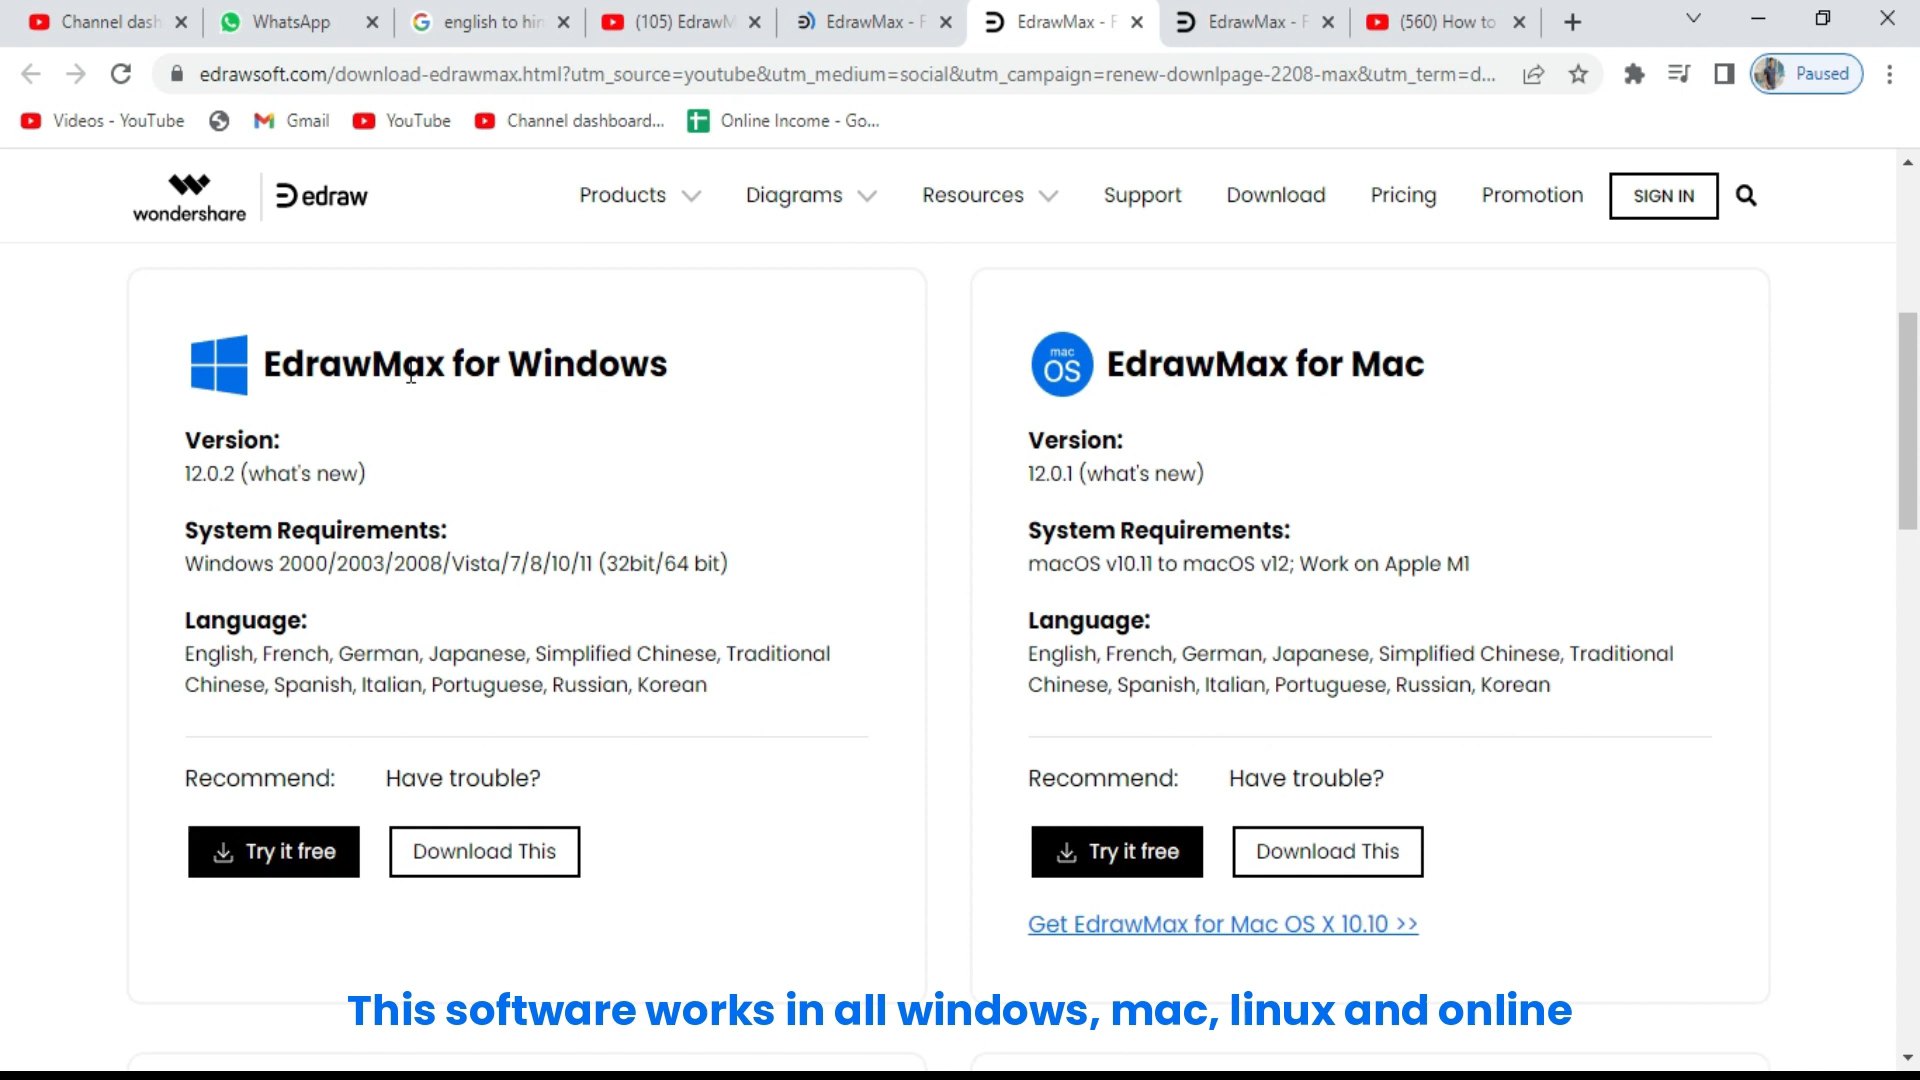 Channel dash
WhatsApp
english to hin
(105) EdrawM
EdrawMax - F
EdrawMax - F
EdrawMax - F
(560) How to
edrawsoft.com/download-edrawmax.html?utm_source=youtube&utm_medium=social&utm_campaign=renew-downlpage-2208-max&utm_term=d...
Paused
Videos - YouTube
Gmail
YouTube
Channel dashboard...
Online Income - Go...
wondershare
edraw
Products
Diagrams
Resources
Support
Download
Pricing
Promotion
SIGN IN
EdrawMax for Windows
Version:
12.0.2 (what's new)
System Requirements:
Windows 2000/2003/2008/Vista/7/8/10/11 (32bit/64 bit)
Language:
English, French, German, Japanese, Simplified Chinese, Traditional
Chinese, Spanish, Italian, Portuguese, Russian, Korean
Recommend: Have trouble?
Try it free
Download This
mac
OS
EdrawMax for Mac
Version:
12.0.1 (what's new)
System Requirements:
macOS v10.11 to macOS v12; Work on Apple M1
Language:
English, French, German, Japanese, Simplified Chinese, Traditional
Chinese, Spanish, Italian, Portuguese, Russian, Korean
Recommend: Have trouble?
Try it free
Download This
Get EdrawMax for Mac OS X 10.10 >>
This software works in all windows, mac, linux and online